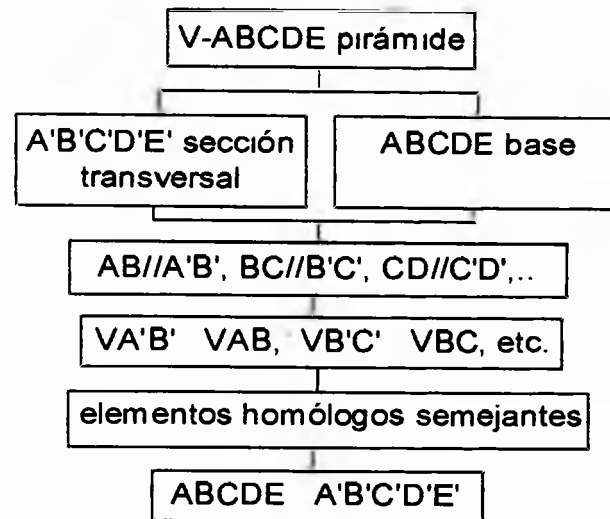 V-ABCDE pirámide
A'B'C'D'E' sección
transversal
ABCDE base
AB//A'B', BC//B'C', CD//C'D',..
VA'B' VAB, VB'C' VBC, etc.
elementos homólogos semejantes
ABCDE A'B'C'D'E'